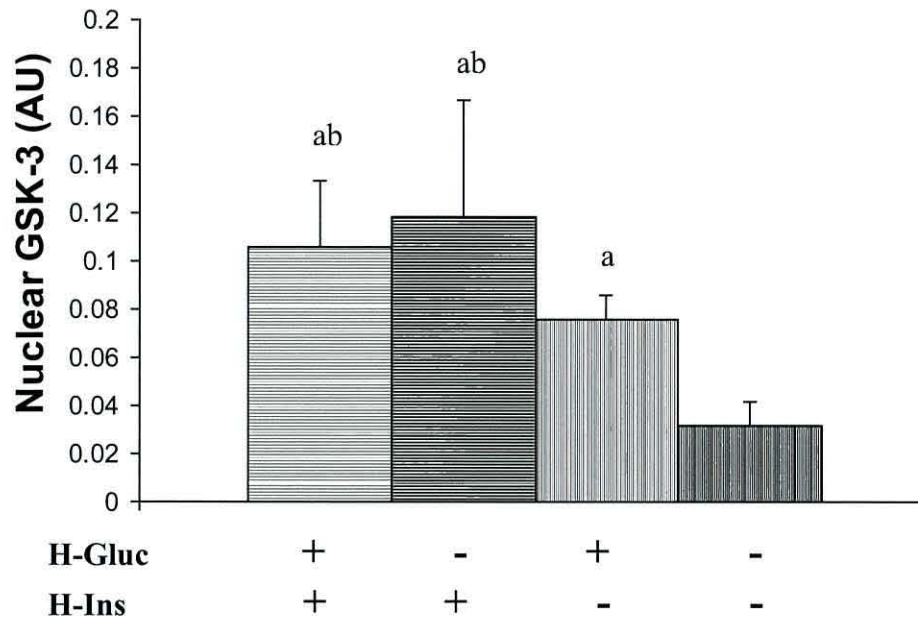 Nuclear GSK-3 (AU)
0.2
0.18
0.16
0.14
0.12
0.1
0.08
0.06
0.04
0.02
0
ab
ab
a
H-Gluc + - + -
H-Ins + + - -